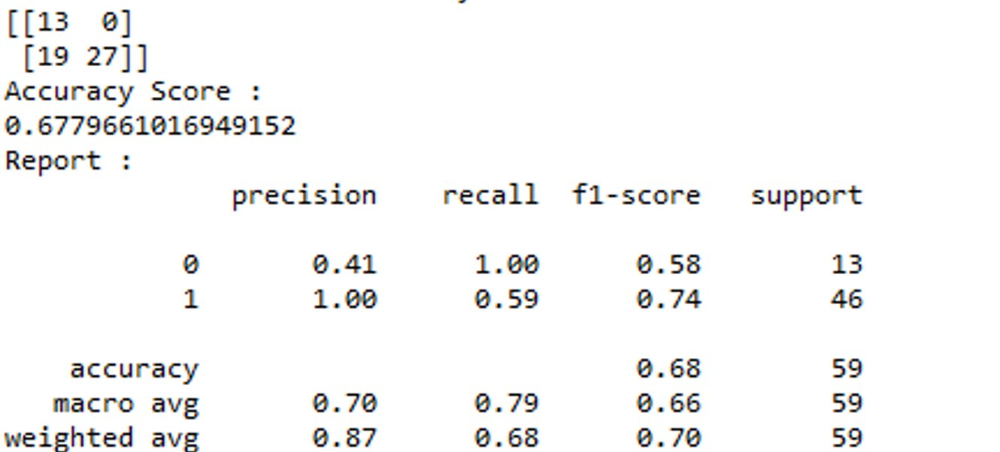 [[13  0]
 [19 27]]
Accuracy Score :
0.6779661016949152
Report :
              precision    recall  f1-score   support
           0       0.41      1.00      0.58        13
           1       1.00      0.59      0.74        46
    accuracy                           0.68        59
   macro avg       0.70      0.79      0.66        59
weighted avg       0.87      0.68      0.70        59